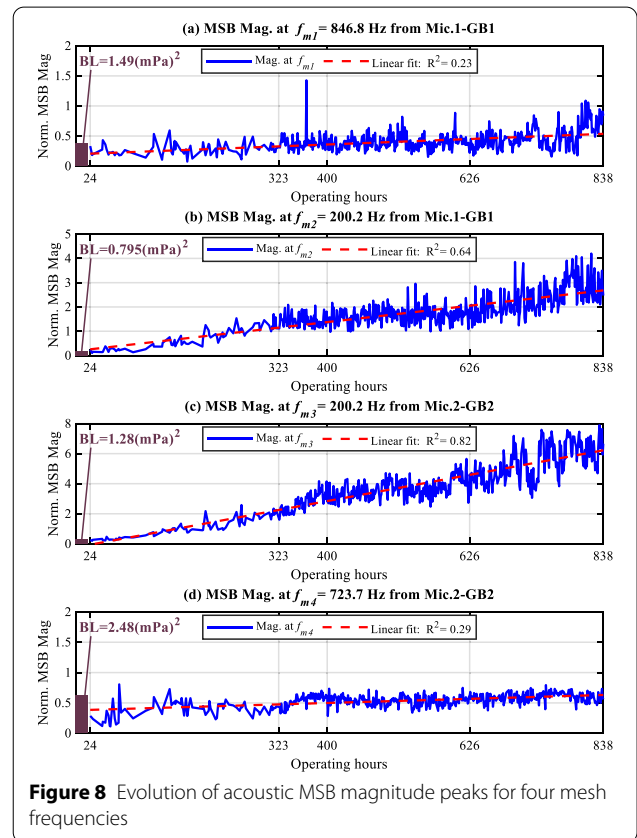 (a) MSB Mag. at fm1= 846.8 Hz from Mic.1-GB1
BL=1.49(mPa)²
Mag. at fm1 Linear fit: R²= 0.23
Norm. MSB Mag
2
1.5
1
0.5
0
24 323 400 626 838
Operating hours
(b) MSB Mag. at fm2= 200.2 Hz from Mic.1-GB1
BL=0.795(mPa)²
Mag. at fm2 Linear fit: R²= 0.64
Norm. MSB Mag
5
4
3
2
1
0
24 323 400 626 838
Operating hours
(c) MSB Mag. at fm3= 200.2 Hz from Mic.2-GB2
BL=1.28(mPa)²
Mag. at fm3 Linear fit: R²= 0.82
Norm. MSB Mag
8
6
4
2
0
24 323 400 626 838
Operating hours
(d) MSB Mag. at fm4= 723.7 Hz from Mic.2-GB2
BL=2.48(mPa)²
Mag. at fm4 Linear fit: R²= 0.29
Norm. MSB Mag
2
1.5
1
0.5
0
24 323 400 626 838
Operating hours
Figure 8 Evolution of acoustic MSB magnitude peaks for four mesh
frequencies